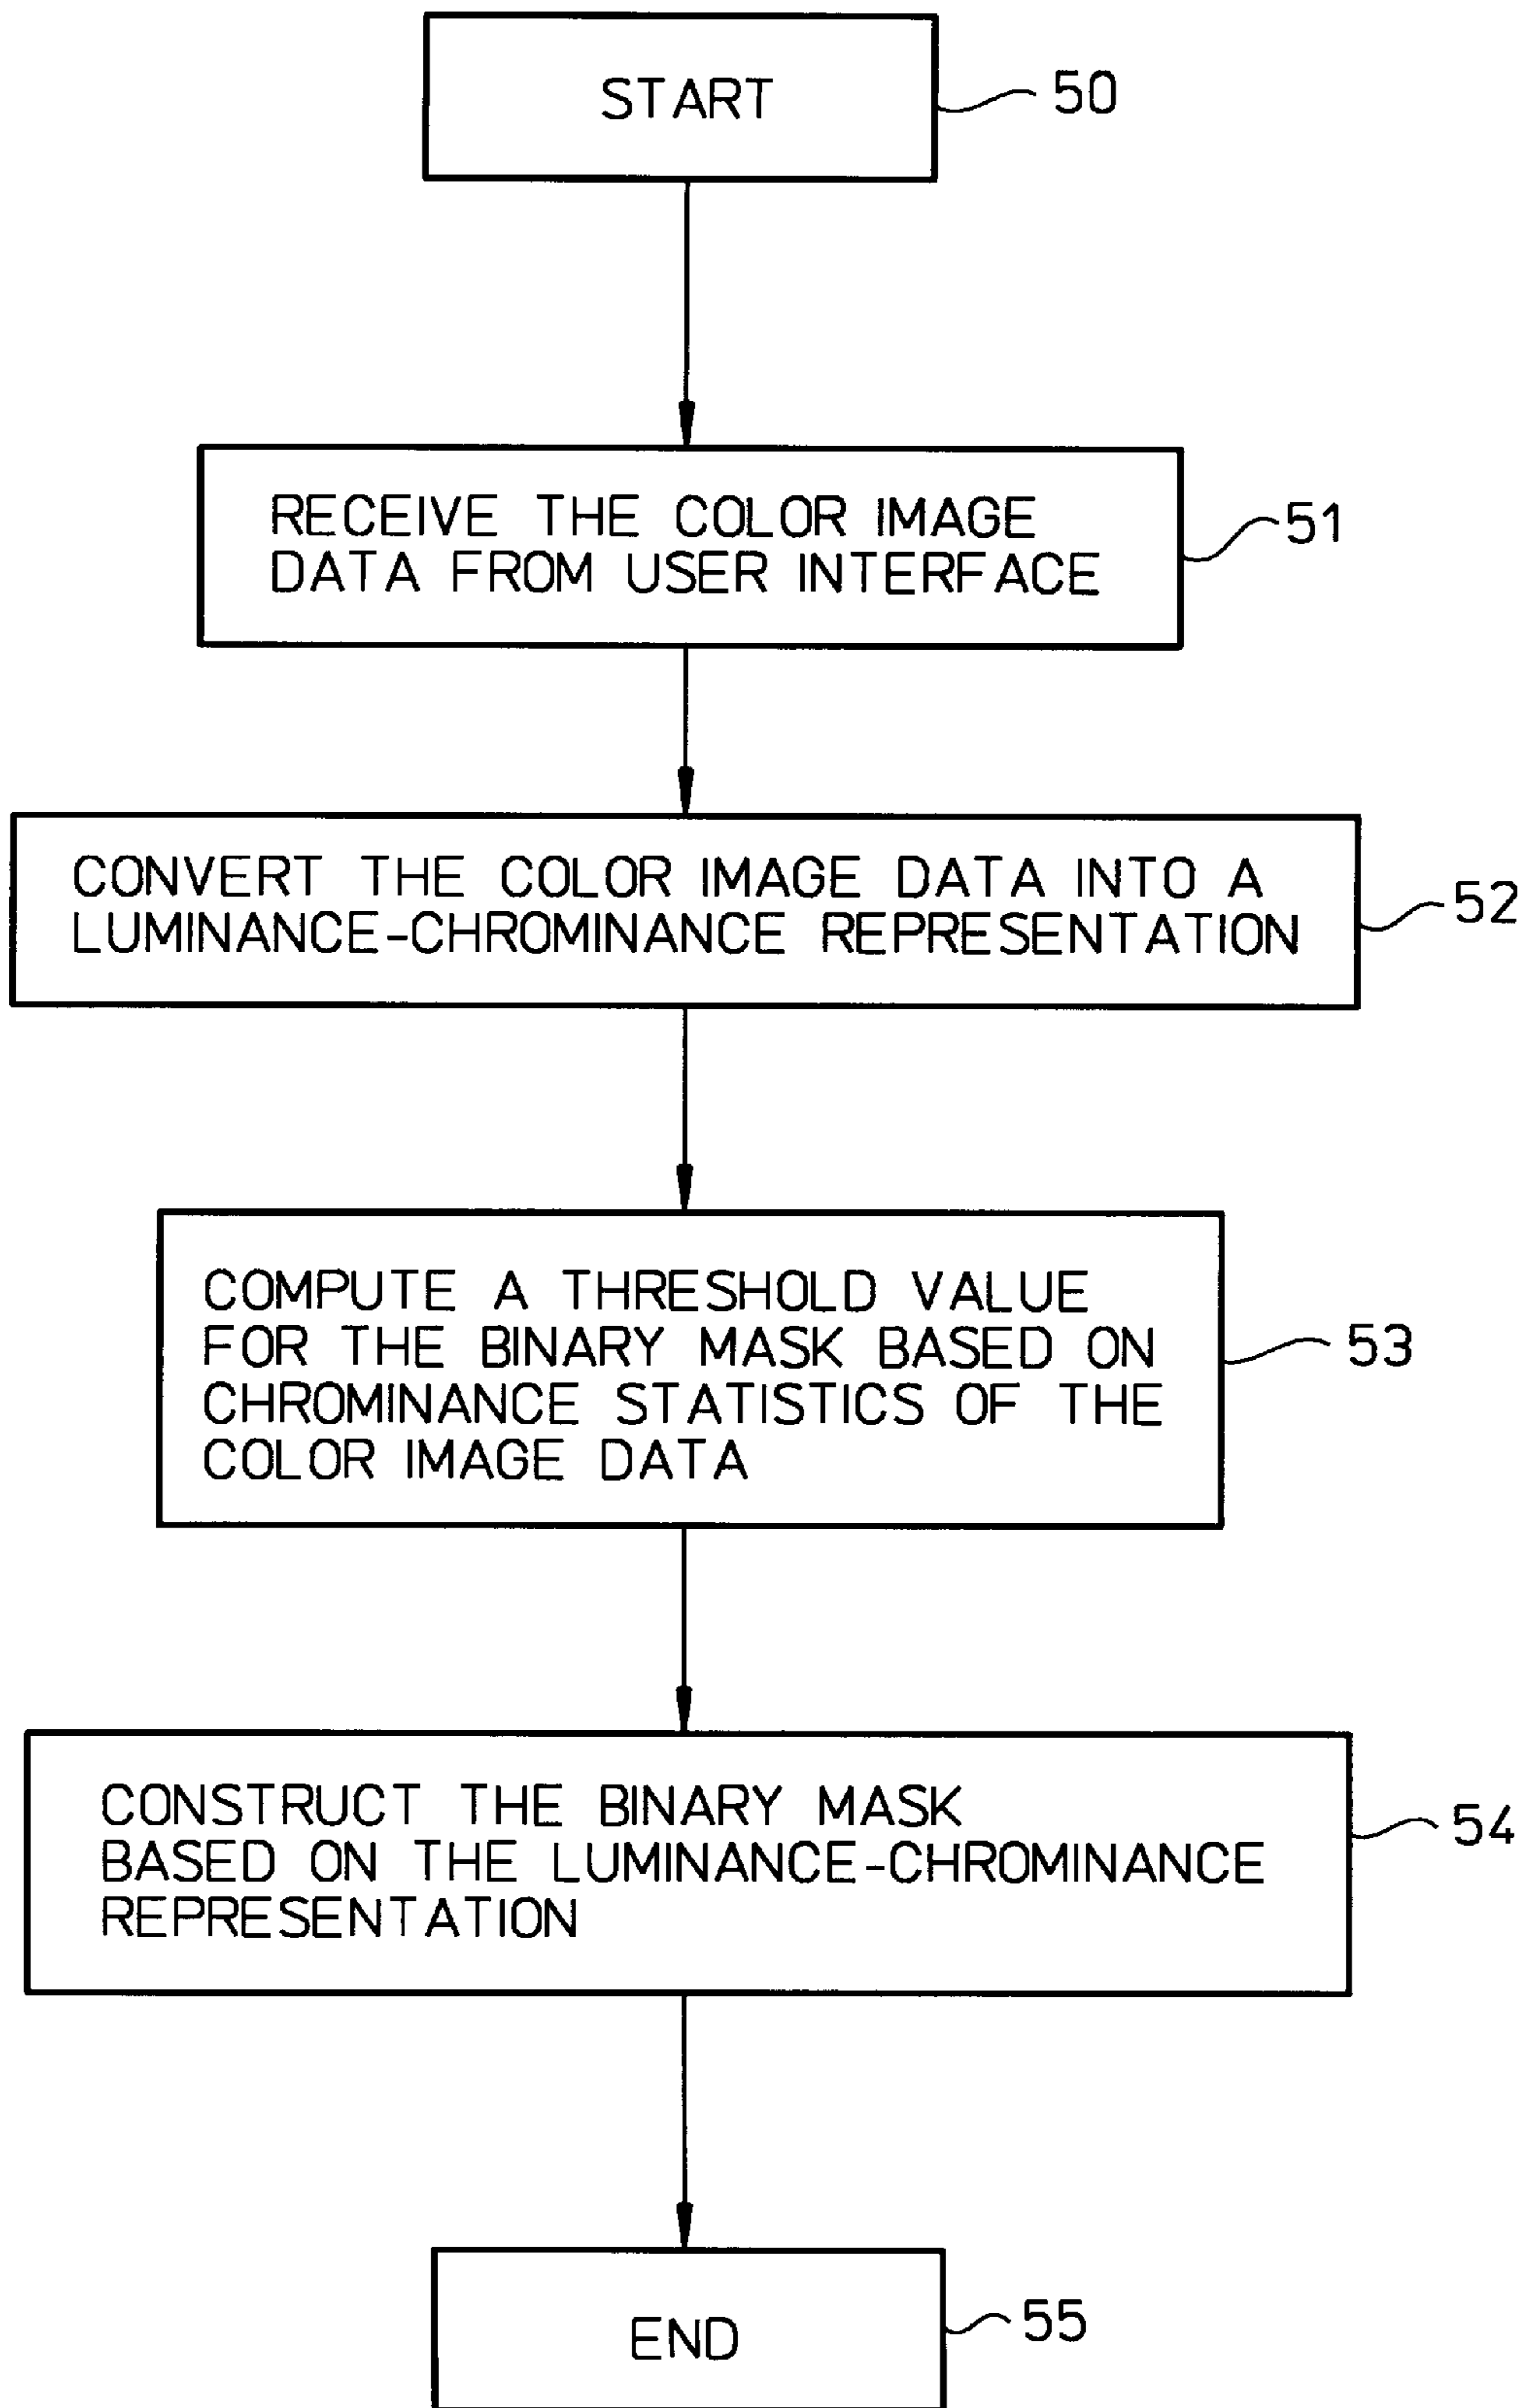 START
50
RECEIVE THE COLOR IMAGE
DATA FROM USER INTERFACE
51
CONVERT THE COLOR IMAGE DATA INTO A
LUMINANCE-CHROMINANCE REPRESENTATION
52
COMPUTE A THRESHOLD VALUE
FOR THE BINARY MASK BASED ON
CHROMINANCE STATISTICS OF THE
COLOR IMAGE DATA
53
CONSTRUCT THE BINARY MASK
BASED ON THE LUMINANCE-CHROMINANCE
REPRESENTATION
54
END
55